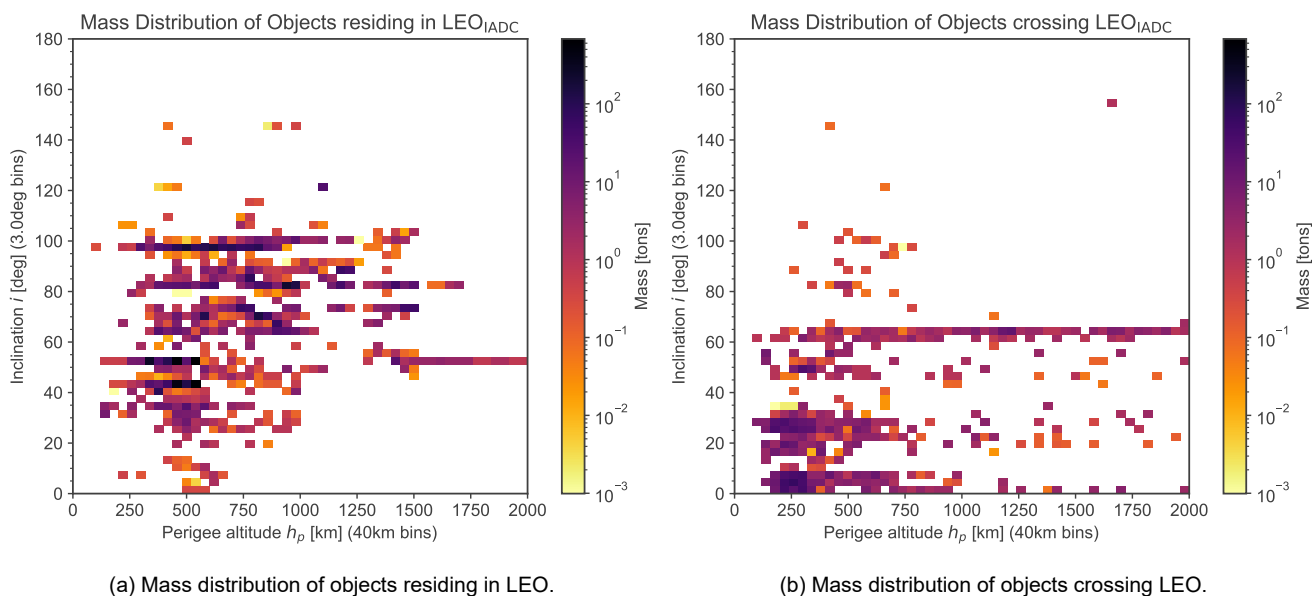 Mass Distribution of Objects residing in LEO_IADC
180
160
140
120
100
80
60
40
20
0
Inclination i [deg] (3.0deg bins)
0 250 500 750 1000 1250 1500 1750 2000
Perigee altitude h_p [km] (40km bins)
10^2
10^1
10^0
10^−1
10^−2
10^−3
Mass [tons]
(a) Mass distribution of objects residing in LEO.
Mass Distribution of Objects crossing LEO_IADC
180
160
140
120
100
80
60
40
20
0
Inclination i [deg] (3.0deg bins)
0 250 500 750 1000 1250 1500 1750 2000
Perigee altitude h_p [km] (40km bins)
10^2
10^1
10^0
10^−1
10^−2
10^−3
Mass [tons]
(b) Mass distribution of objects crossing LEO.